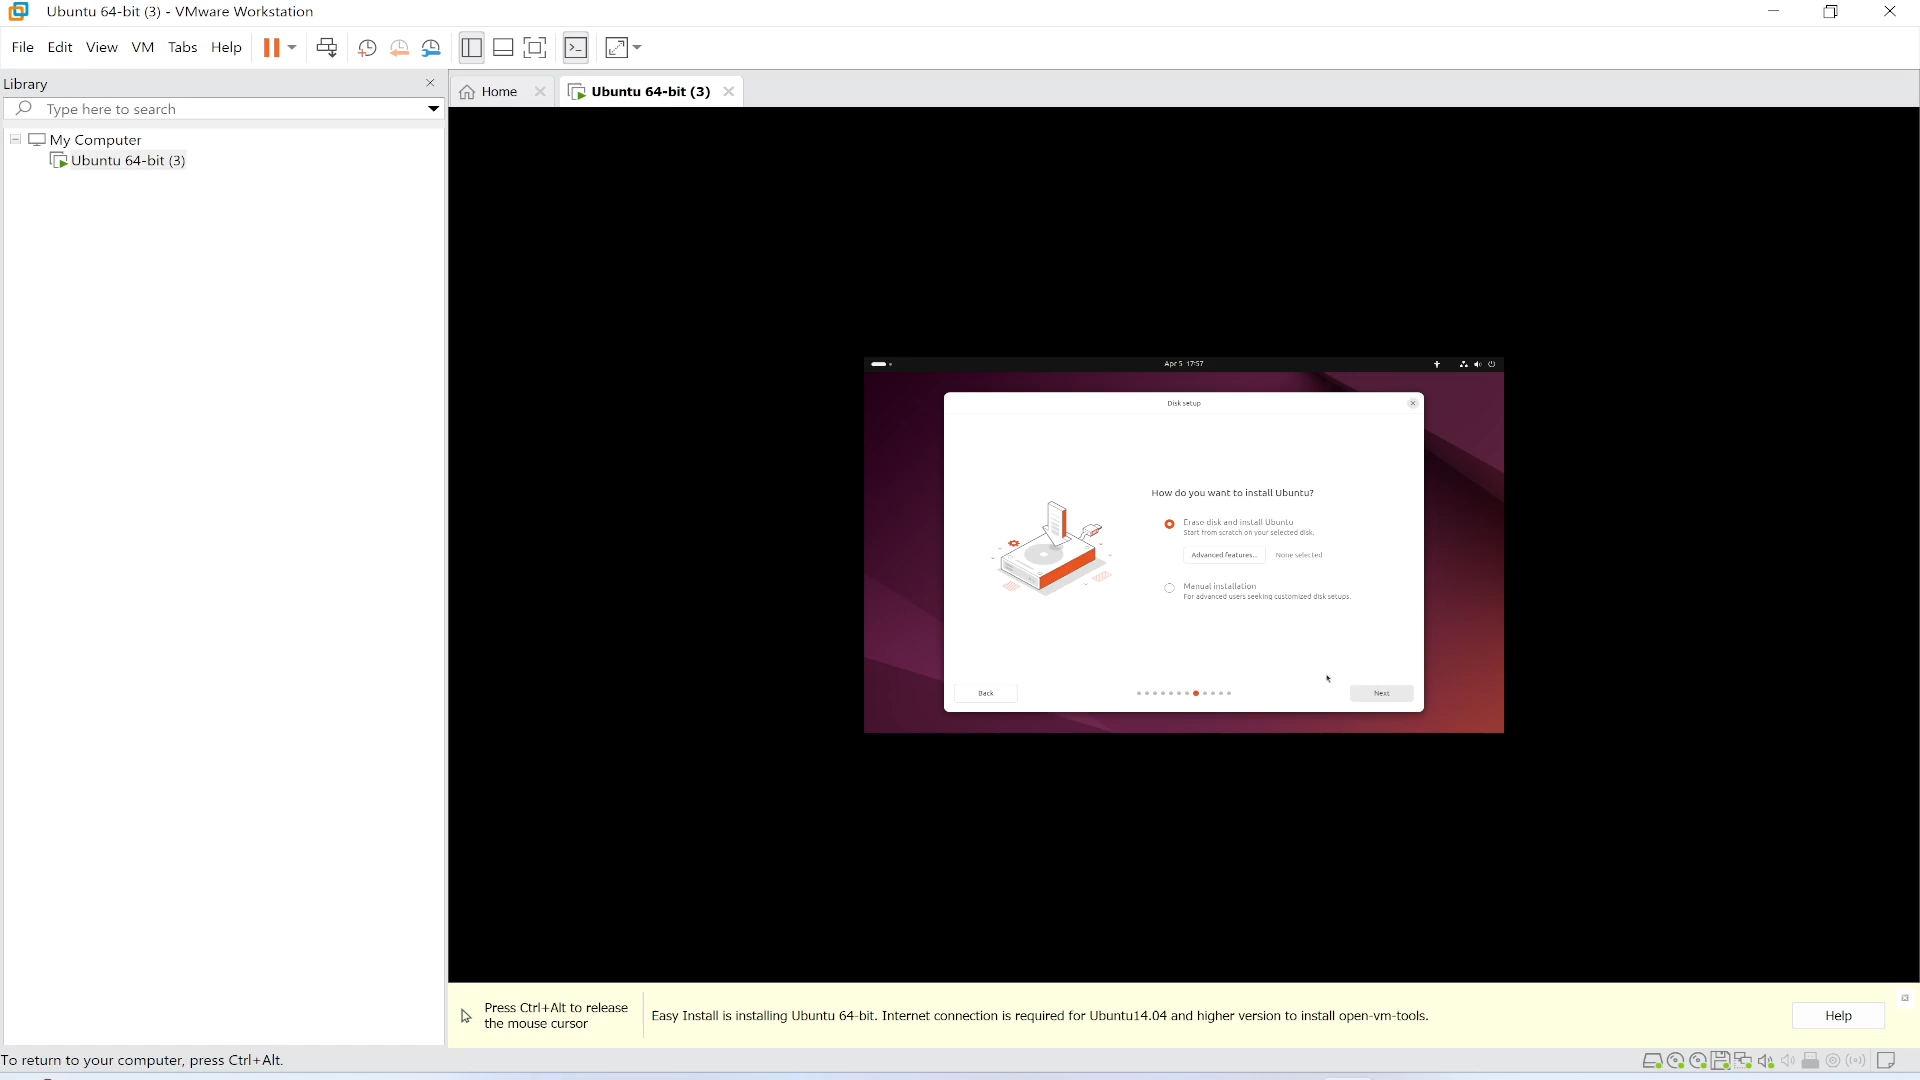 Ubuntu 64-bit (3) - VMware Workstation
File Edit View VM Tabs Help
Library
Type here to search
My Computer
Ubuntu 64-bit (3)
Home
Ubuntu 64-bit (3)
Apr 5 17:57
Disk setup
How do you want to install Ubuntu?
Erase disk and install Ubuntu
Start from scratch on your selected disk.
Advanced features... None selected
Manual installation
For advanced users seeking customized disk setups.
Back
Next
Press Ctrl+Alt to release
the mouse cursor
Easy Install is installing Ubuntu 64-bit. Internet connection is required for Ubuntu14.04 and higher version to install open-vm-tools.
Help
To return to your computer, press Ctrl+Alt.